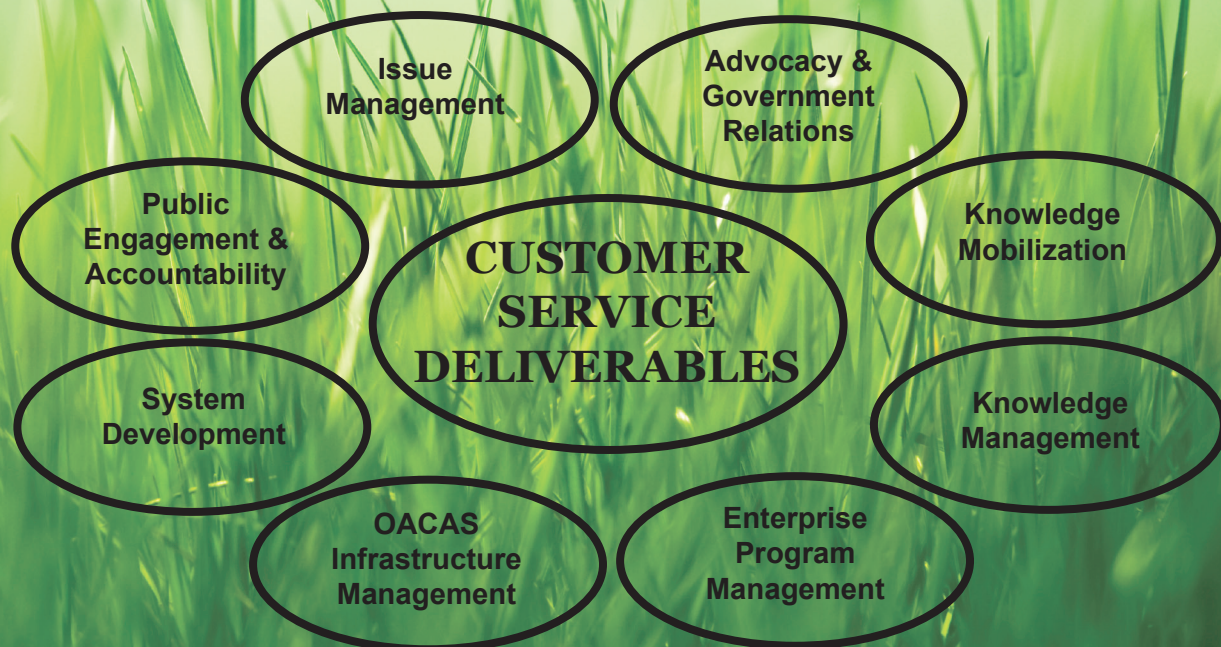 Issue
Management
Advocacy &
Government
Relations
Public
Engagement &
Accountability
CUSTOMER
SERVICE
DELIVERABLES
Knowledge
Mobilization
System
Development
Knowledge
Management
OACAS
Infrastructure
Management
Enterprise
Program
Management